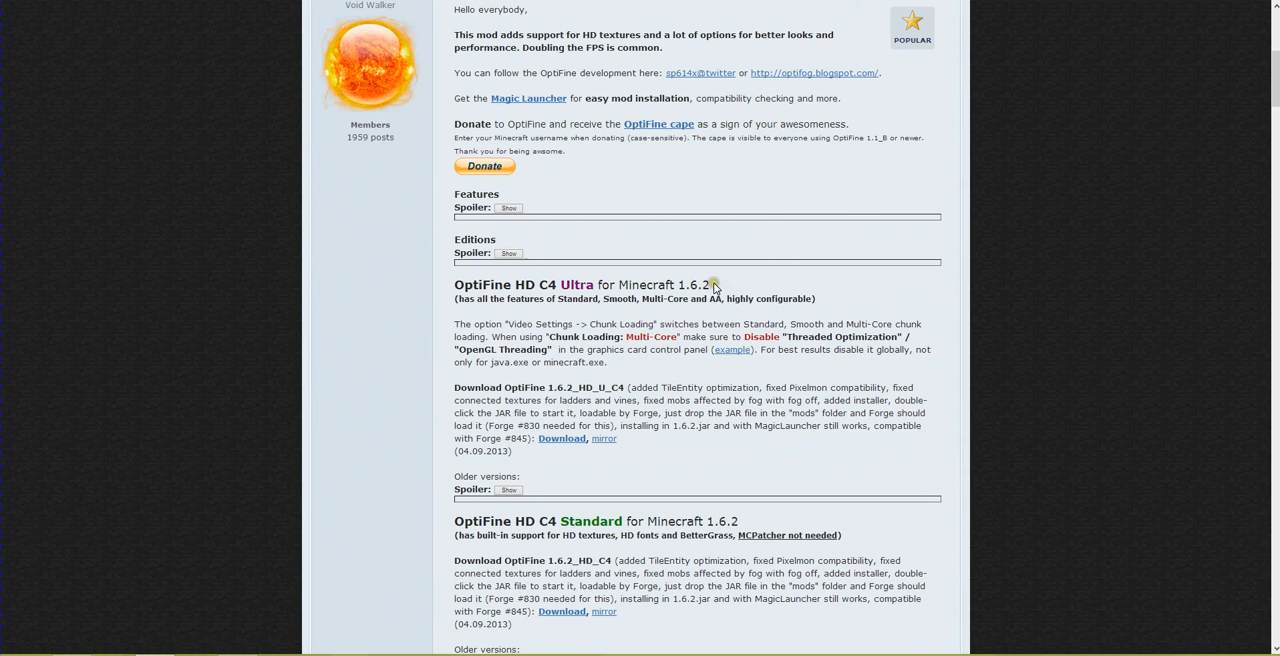 Void Walker
Members
1959 posts
Hello everybody,
POPULAR
This mod adds support for HD textures and a lot of options for better looks and
performance. Doubling the FPS is common.
You can follow the OptiFine development here: sp614x@twitter or http://optifog.blogspot.com/.
Get the Magic Launcher for easy mod installation, compatibility checking and more.
Donate to OptiFine and receive the OptiFine cape as a sign of your awesomeness.
Enter your Minecraft username when donating (case-sensitive). The cape is visible to everyone using OptiFine 1.1_B or newer.
Thank you for being awsome.
Donate
Features
Spoiler: Show
Editions
Spoiler: Show
OptiFine HD C4 Ultra for Minecraft 1.6.2
(has all the features of Standard, Smooth, Multi-Core and AA, highly configurable)
The option "Video Settings -> Chunk Loading" switches between Standard, Smooth and Multi-Core chunk
loading. When using "Chunk Loading: Multi-Core" make sure to Disable "Threaded Optimization" /
"OpenGL Threading" in the graphics card control panel (example). For best results disable it globally, not
only for java.exe or minecraft.exe.
Download OptiFine 1.6.2_HD_U_C4 (added TileEntity optimization, fixed Pixelmon compatibility, fixed
connected textures for ladders and vines, fixed mobs affected by fog with fog off, added installer, double-
click the JAR file to start it, loadable by Forge, just drop the JAR file in the "mods" folder and Forge should
load it (Forge #830 needed for this), installing in 1.6.2.jar and with MagicLauncher still works, compatible
with Forge #845): Download, mirror
(04.09.2013)
Older versions:
Spoiler: Show
OptiFine HD C4 Standard for Minecraft 1.6.2
(has built-in support for HD textures, HD fonts and BetterGrass, MCPatcher not needed)
Download OptiFine 1.6.2_HD_C4 (added TileEntity optimization, fixed Pixelmon compatibility, fixed
connected textures for ladders and vines, fixed mobs affected by fog with fog off, added installer, double-
click the JAR file to start it, loadable by Forge, just drop the JAR file in the "mods" folder and Forge should
load it (Forge #830 needed for this), installing in 1.6.2.jar and with MagicLauncher still works, compatible
with Forge #845): Download, mirror
(04.09.2013)
Older versions: